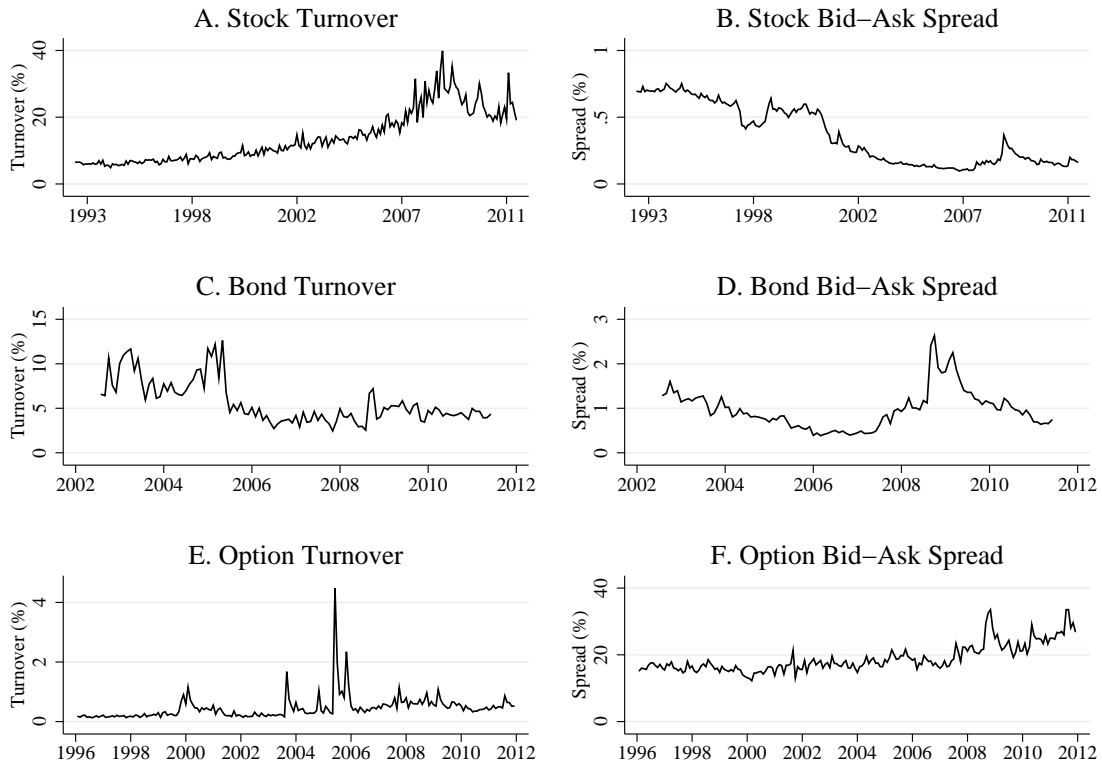 A. Stock Turnover
Turnover (%)
0 20 40
1993 1998 2002 2007 2011
B. Stock Bid−Ask Spread
Spread (%)
0 .5 1
1993 1998 2002 2007 2011
C. Bond Turnover
Turnover (%)
0 5 10 15
2002 2004 2006 2008 2010 2012
D. Bond Bid−Ask Spread
Spread (%)
0 1 2 3
2002 2004 2006 2008 2010 2012
E. Option Turnover
Turnover (%)
0 2 4
1996 1998 2000 2002 2004 2006 2008 2010 2012
F. Option Bid−Ask Spread
Spread (%)
0 20 40
1996 1998 2000 2002 2004 2006 2008 2010 2012